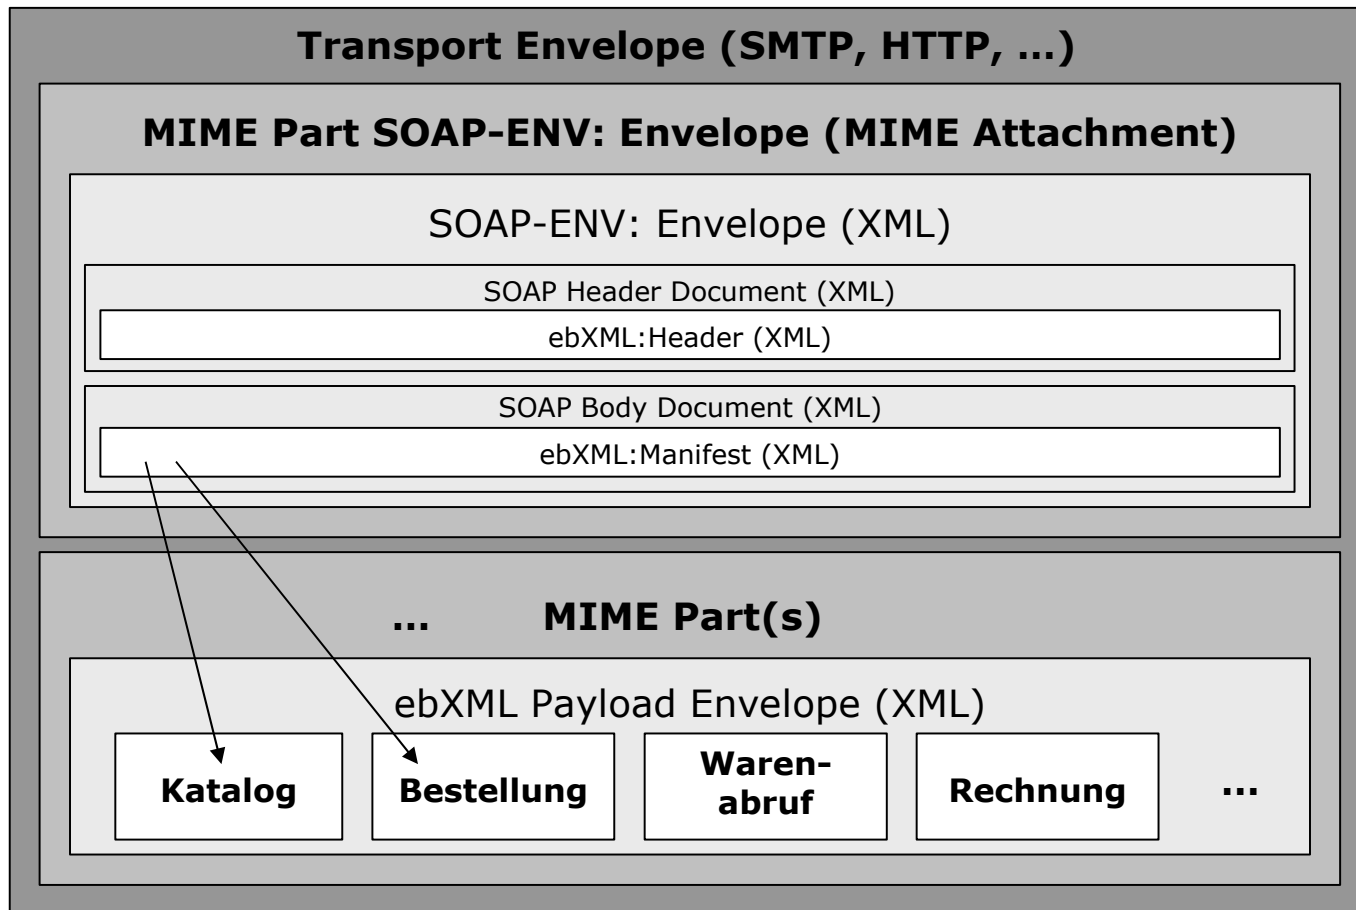 Transport Envelope (SMTP, HTTP, ...)
MIME Part SOAP-ENV: Envelope (MIME Attachment)
SOAP-ENV: Envelope (XML)
SOAP Header Document (XML)
ebXML:Header (XML)
SOAP Body Document (XML)
ebXML:Manifest (XML)
... MIME Part(s)
ebXML Payload Envelope (XML)
Katalog
Bestellung
Waren-
abruf
Rechnung
...